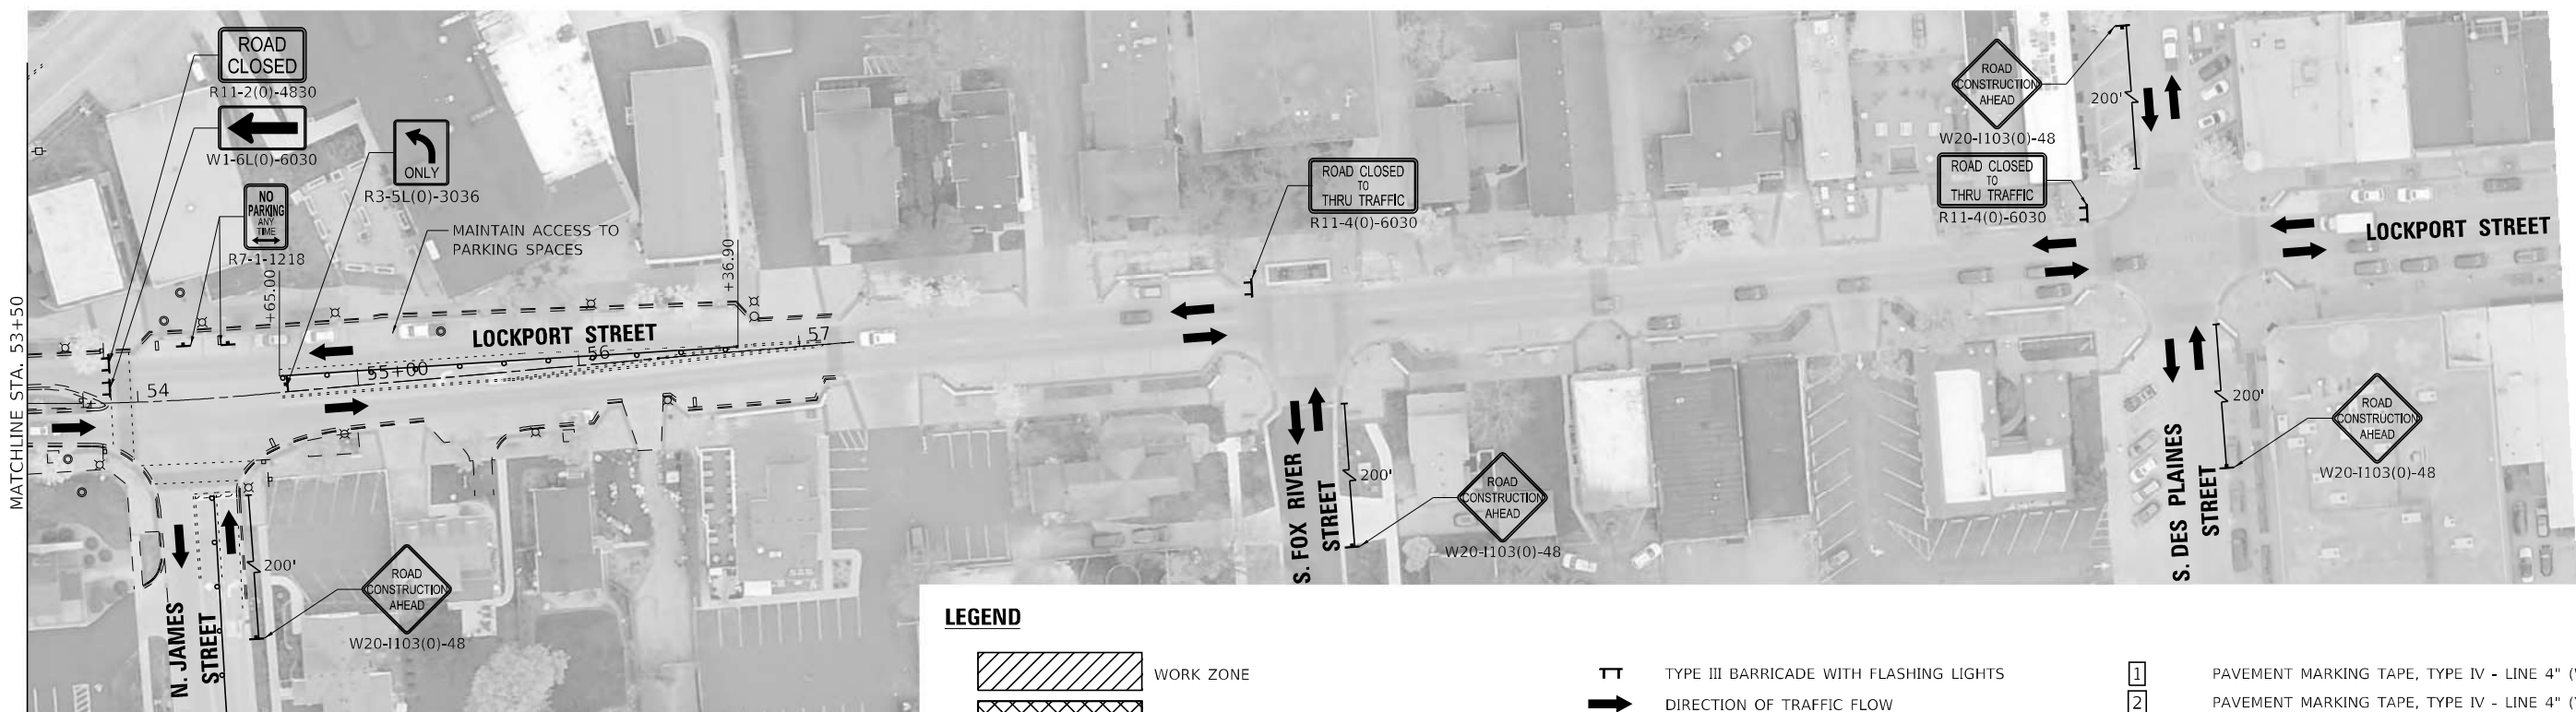 ROAD
CLOSED
R11-2(0)-4830
W1-6L(0)-6030
NO
PARKING
ANY
TIME
R7-1-1218
ONLY
R3-5L(0)-3036
MAINTAIN ACCESS TO
PARKING SPACES
+65.00
+36.90
LOCKPORT STREET
54
55+00
56
57
MATCHLINE STA. 53+50
N. JAMES
STREET
200'
ROAD
CONSTRUCTION
AHEAD
W20-I103(0)-48
ROAD CLOSED
TO
THRU TRAFFIC
R11-4(0)-6030
S. FOX RIVER
STREET
200'
ROAD
CONSTRUCTION
AHEAD
W20-I103(0)-48
ROAD
CONSTRUCTION
AHEAD
W20-I103(0)-48
200'
ROAD CLOSED
TO
THRU TRAFFIC
R11-4(0)-6030
LOCKPORT STREET
S. DES PLAINES
STREET
200'
ROAD
CONSTRUCTION
AHEAD
W20-I103(0)-48
LEGEND
WORK ZONE
TYPE III BARRICADE WITH FLASHING LIGHTS
DIRECTION OF TRAFFIC FLOW
1 PAVEMENT MARKING TAPE, TYPE IV - LINE 4"
2 PAVEMENT MARKING TAPE, TYPE IV - LINE 4"